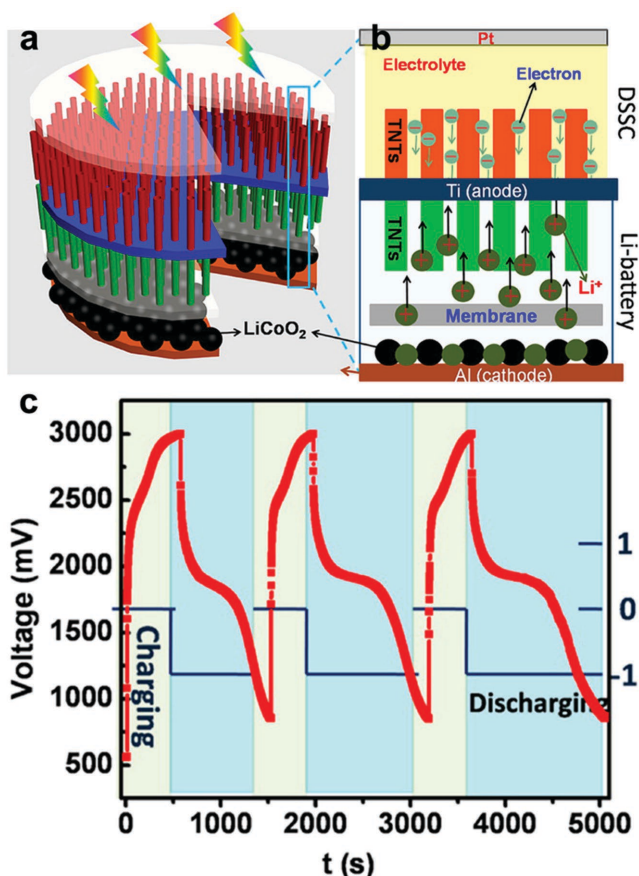 a
b
Pt
Electrolyte
Electron
TNTs
DSSC
Ti (anode)
TNTs
Li-battery
Li⁺
Membrane
LiCoO₂
Al (cathode)
c
3000
2500
2000
1500
1000
500
Voltage (mV)
Charging
Discharging
1
0
-1
0
1000
2000
3000
4000
5000
t (s)